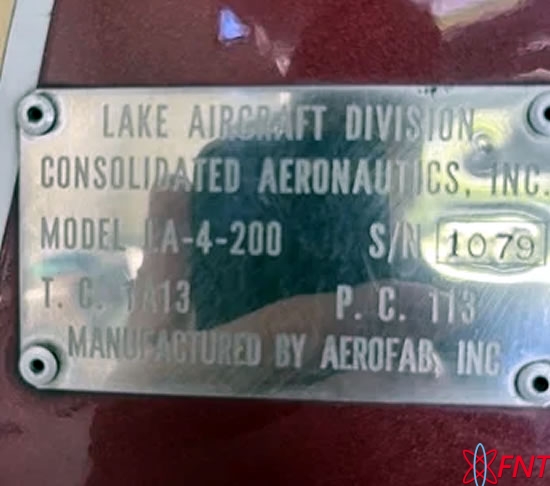 LAKE AIRCRAFT DIVISION
CONSOLIDATED AERONAUTICS, INC.
MODEL LA-4-200 S/N 1079
T. C. 1A13 P. C. 113
MANUFACTURED BY AEROFAB, INC
FNT